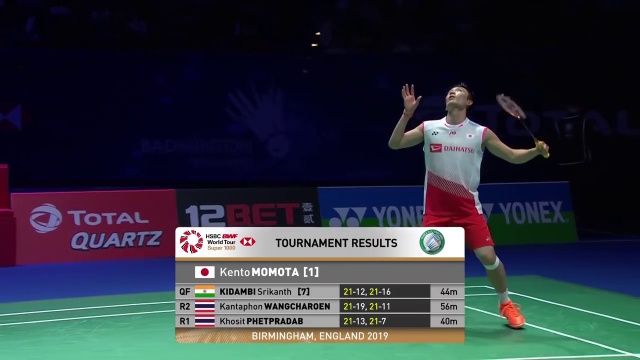 TOTAL
QUARTZ
12BET
YONEX
YONEX
YONEX
DAIHATSU
HSBC BWF
World Tour
Super 1000
TOURNAMENT RESULTS
Kento MOMOTA [1]
QF KIDAMBI Srikanth [7] 21-12, 21-16 44m
R2 Kantaphon WANGCHAROEN 21-19, 21-11 56m
R1 Khosit PHETPRADAB 21-13, 21-7 40m
BIRMINGHAM, ENGLAND 2019